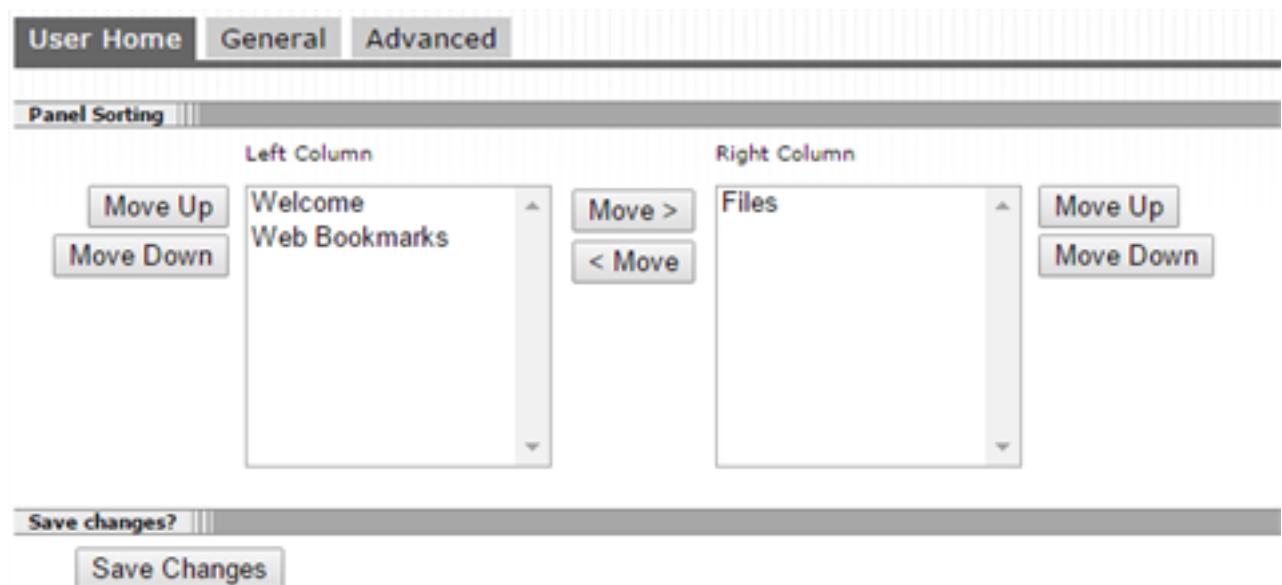 User Home General Advanced
Panel Sorting
Left Column Right Column
Move Up Welcome Move > Files Move Up
Move Down Web Bookmarks < Move Move Down
Save changes?
Save Changes